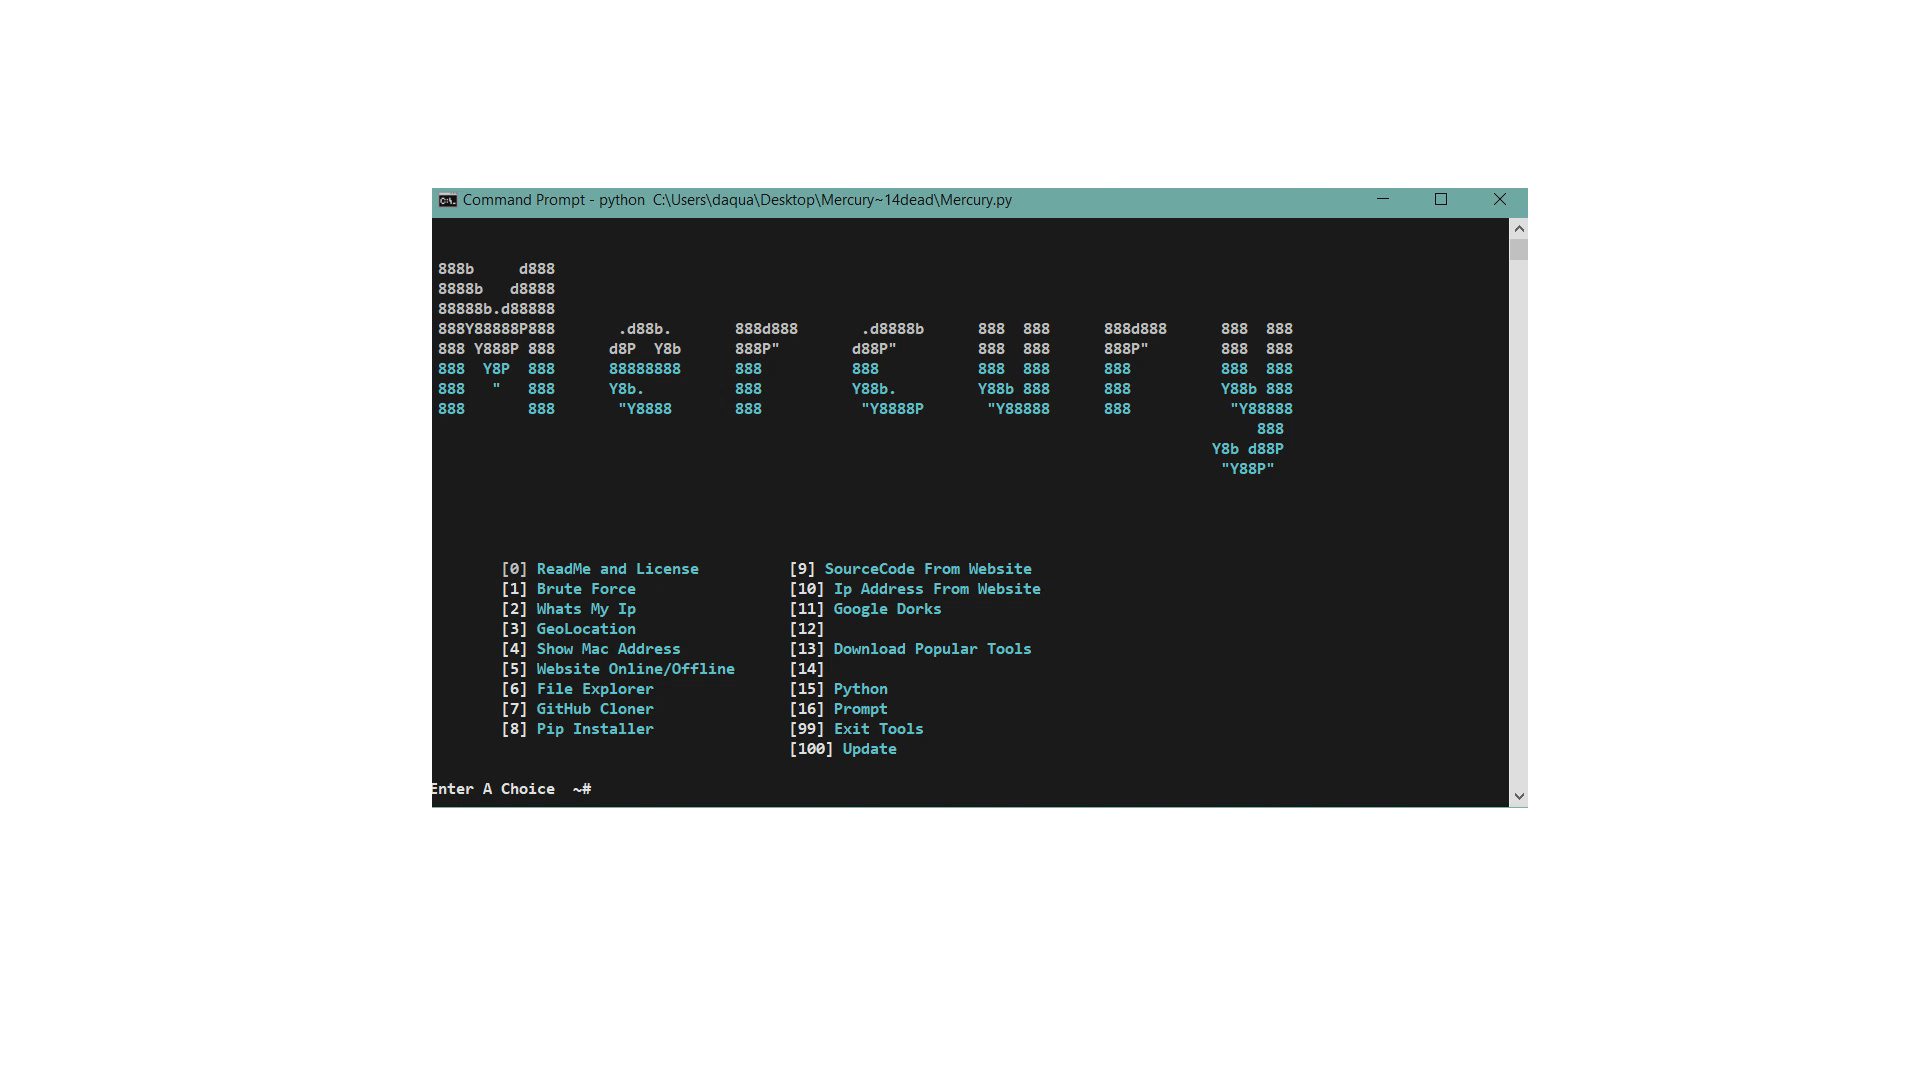 Command Prompt - python  C:\Users\daqua\Desktop\Mercury~14dead\Mercury.py
888b     d888
8888b   d8888
88888b.d88888
888Y88888P888       .d88b.       888d888       .d8888b      888  888      888d888      888  888
888 Y888P 888      d8P  Y8b      888P"        d88P"         888  888      888P"        888  888
888  Y8P  888      88888888      888          888           888  888      888          888  888
888   "   888      Y8b.          888          Y88b.         Y88b 888      888          Y88b 888
888       888       "Y8888       888           "Y8888P       "Y88888      888           "Y88888
                                                                                           888
                                                                                      Y8b d88P
                                                                                       "Y88P"
[0] ReadMe and License          [9] SourceCode From Website
[1] Brute Force                 [10] Ip Address From Website
[2] Whats My Ip                 [11] Google Dorks
[3] GeoLocation                 [12]
[4] Show Mac Address            [13] Download Popular Tools
[5] Website Online/Offline      [14]
[6] File Explorer               [15] Python
[7] GitHub Cloner               [16] Prompt
[8] Pip Installer               [99] Exit Tools
                                [100] Update
Enter A Choice  ~#